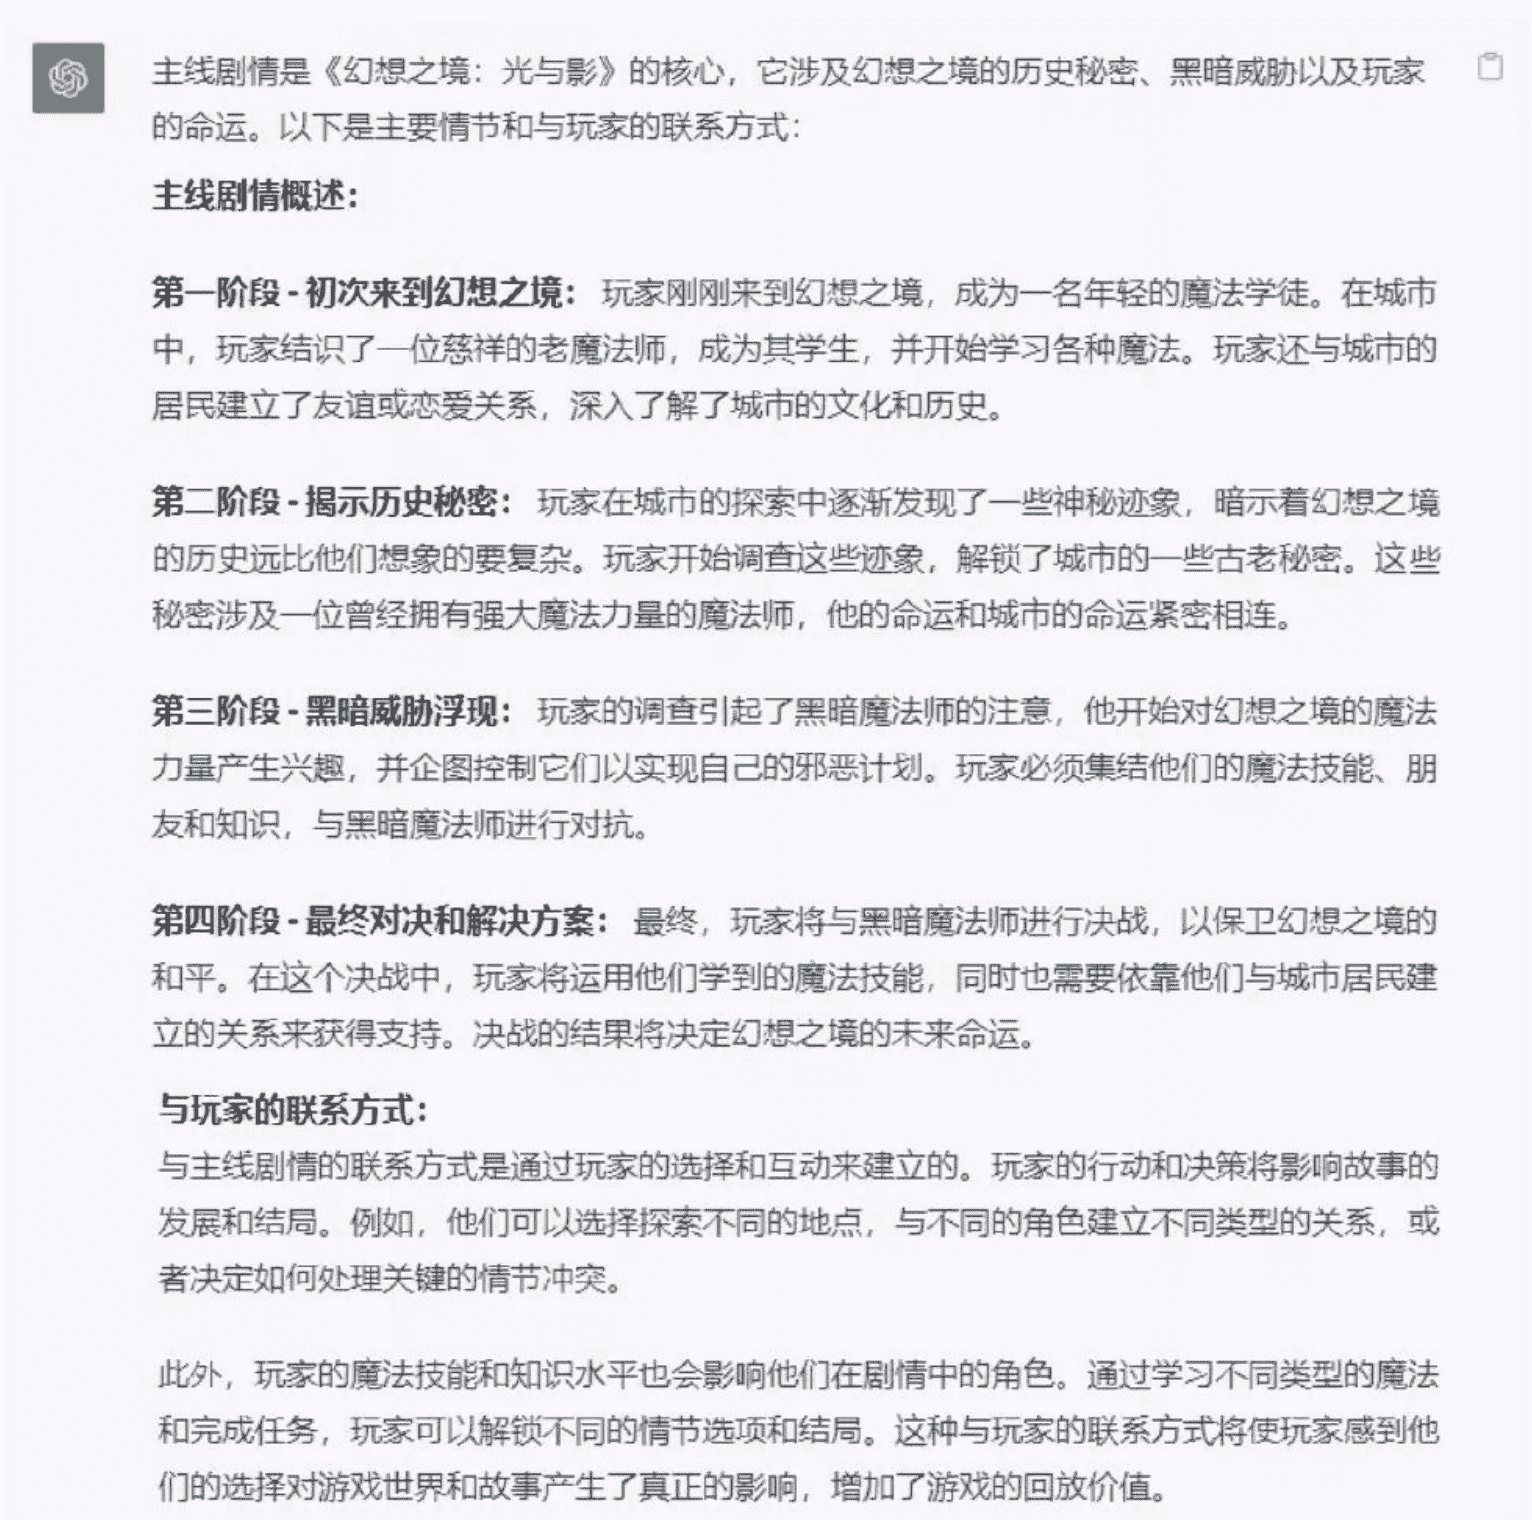 主线剧情是《幻想之境：光与影》的核心，它涉及幻想之境的历史秘密、黑暗威胁以及玩家
的命运。以下是主要情节和与玩家的联系方式：
主线剧情概述：
第一阶段 - 初次来到幻想之境： 玩家刚刚来到幻想之境，成为一名年轻的魔法学徒。在城市
中，玩家结识了一位慈祥的老魔法师，成为其学生，并开始学习各种魔法。玩家还与城市的
居民建立了友谊或恋爱关系，深入了解了城市的文化和历史。
第二阶段 - 揭示历史秘密： 玩家在城市的探索中逐渐发现了一些神秘迹象，暗示着幻想之境
的历史远比他们想象的要复杂。玩家开始调查这些迹象，解锁了城市的一些古老秘密。这些
秘密涉及一位曾经拥有强大魔法力量的魔法师，他的命运和城市的命运紧密相连。
第三阶段 - 黑暗威胁浮现： 玩家的调查引起了黑暗魔法师的注意，他开始对幻想之境的魔法
力量产生兴趣，并企图控制它们以实现自己的邪恶计划。玩家必须集结他们的魔法技能、朋
友和知识，与黑暗魔法师进行对抗。
第四阶段 - 最终对决和解决方案： 最终，玩家将与黑暗魔法师进行决战，以保卫幻想之境的
和平。在这个决战中，玩家将运用他们学到的魔法技能，同时也需要依靠他们与城市居民建
立的关系来获得支持。决战的结果将决定幻想之境的未来命运。
与玩家的联系方式：
与主线剧情的联系方式是通过玩家的选择和互动来建立的。玩家的行动和决策将影响故事的
发展和结局。例如，他们可以选择探索不同的地点，与不同的角色建立不同类型的关系，或
者决定如何处理关键的情节冲突。
此外，玩家的魔法技能和知识水平也会影响他们在剧情中的角色。通过学习不同类型的魔法
和完成任务，玩家可以解锁不同的情节选项和结局。这种与玩家的联系方式将使玩家感到他
们的选择对游戏世界和故事产生了真正的影响，增加了游戏的回放价值。